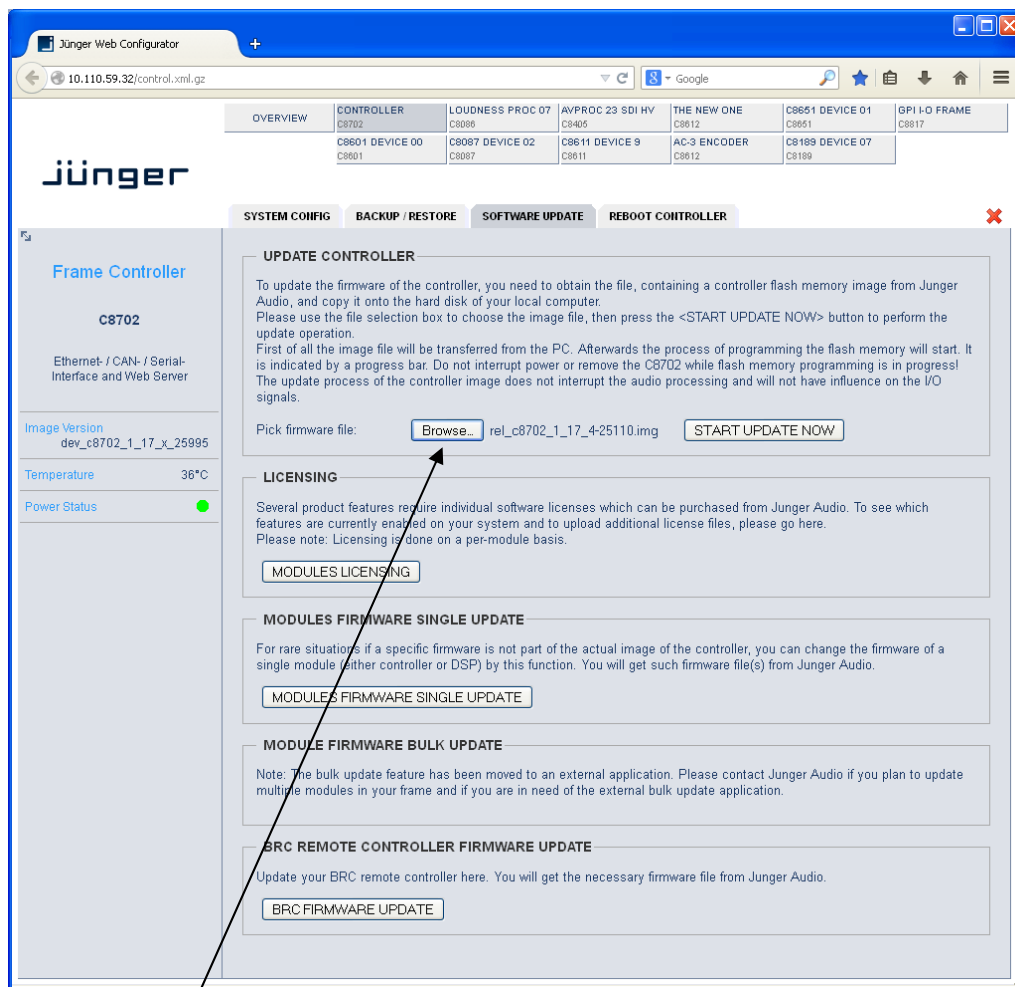 Jünger Web Configurator
10.110.59.32/control.xml.gz
Google
OVERVIEW
CONTROLLER
C8702
LOUDNESS PROC 07
C8086
AVPROC 23 SDI HV
C8405
THE NEW ONE
C8612
C8651 DEVICE 01
C8651
GPI I-O FRAME
C8817
C8601 DEVICE 00
C8601
C8087 DEVICE 02
C8087
C8611 DEVICE 9
C8611
AC-3 ENCODER
C8612
C8189 DEVICE 07
C8189
jünger
SYSTEM CONFIG
BACKUP / RESTORE
SOFTWARE UPDATE
REBOOT CONTROLLER
Frame Controller
C8702
Ethernet- / CAN- / Serial-
Interface and Web Server
Image Version
dev_c8702_1_17_x_25995
Temperature 36°C
Power Status
UPDATE CONTROLLER
To update the firmware of the controller, you need to obtain the file, containing a controller flash memory image from Junger
Audio, and copy it onto the hard disk of your local computer.
Please use the file selection box to choose the image file, then press the <START UPDATE NOW> button to perform the
update operation.
First of all the image file will be transferred from the PC. Afterwards the process of programming the flash memory will start. It
is indicated by a progress bar. Do not interrupt power or remove the C8702 while flash memory programming is in progress!
The update process of the controller image does not interrupt the audio processing and will not have influence on the I/O
signals.
Pick firmware file: Browse... rel_c8702_1_17_4-25110.img START UPDATE NOW
LICENSING
Several product features require individual software licenses which can be purchased from Junger Audio. To see which
features are currently enabled on your system and to upload additional license files, please go here.
Please note: Licensing is done on a per-module basis.
MODULES LICENSING
MODULES FIRMWARE SINGLE UPDATE
For rare situations if a specific firmware is not part of the actual image of the controller, you can change the firmware of a
single module (either controller or DSP) by this function. You will get such firmware file(s) from Junger Audio.
MODULES FIRMWARE SINGLE UPDATE
MODULE FIRMWARE BULK UPDATE
Note: The bulk update feature has been moved to an external application. Please contact Junger Audio if you plan to update
multiple modules in your frame and if you are in need of the external bulk update application.
BRC REMOTE CONTROLLER FIRMWARE UPDATE
Update your BRC remote controller here. You will get the necessary firmware file from Junger Audio.
BRC FIRMWARE UPDATE